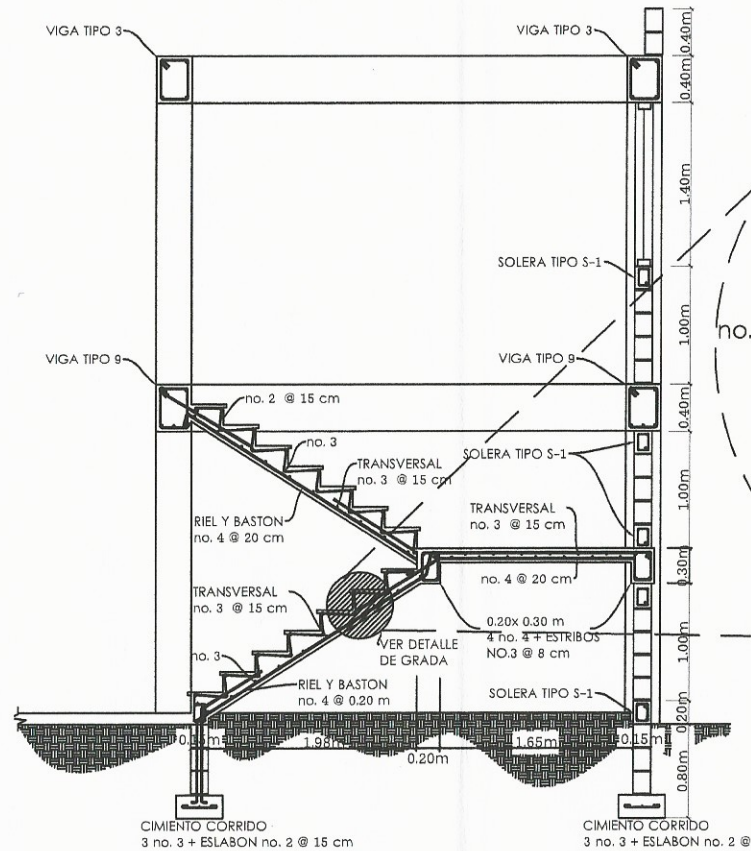 VIGA TIPO 3
VIGA TIPO 3
0.40m
0.40m
1.40m
SOLERA TIPO S-1
1.00m
no.
VIGA TIPO 9
VIGA TIPO 9
0.40m
no. 2 @ 15 cm
no. 3
SOLERA TIPO S-1
TRANSVERSAL
no. 3 @ 15 cm
1.00m
TRANSVERSAL
no. 3 @ 15 cm
RIEL Y BASTON
no. 4 @ 20 cm
0.30m
no. 4 @ 20 cm
TRANSVERSAL
no. 3 @ 15 cm
0.20x 0.30 m
4 no. 4 + ESTRIBOS
NO.3 @ 8 cm
1.00m
VER DETALLE
DE GRADA
no. 3
RIEL Y BASTON
no. 4 @ 0.20 m
SOLERA TIPO S-1
0.20m
1.98m
0.20m
1.65m
0.15m
0.80m
CIMIENTO CORRIDO
3 no. 3 + ESLABON no. 2 @ 15 cm
CIMIENTO CORRIDO
3 no. 3 + ESLABON no. 2 @